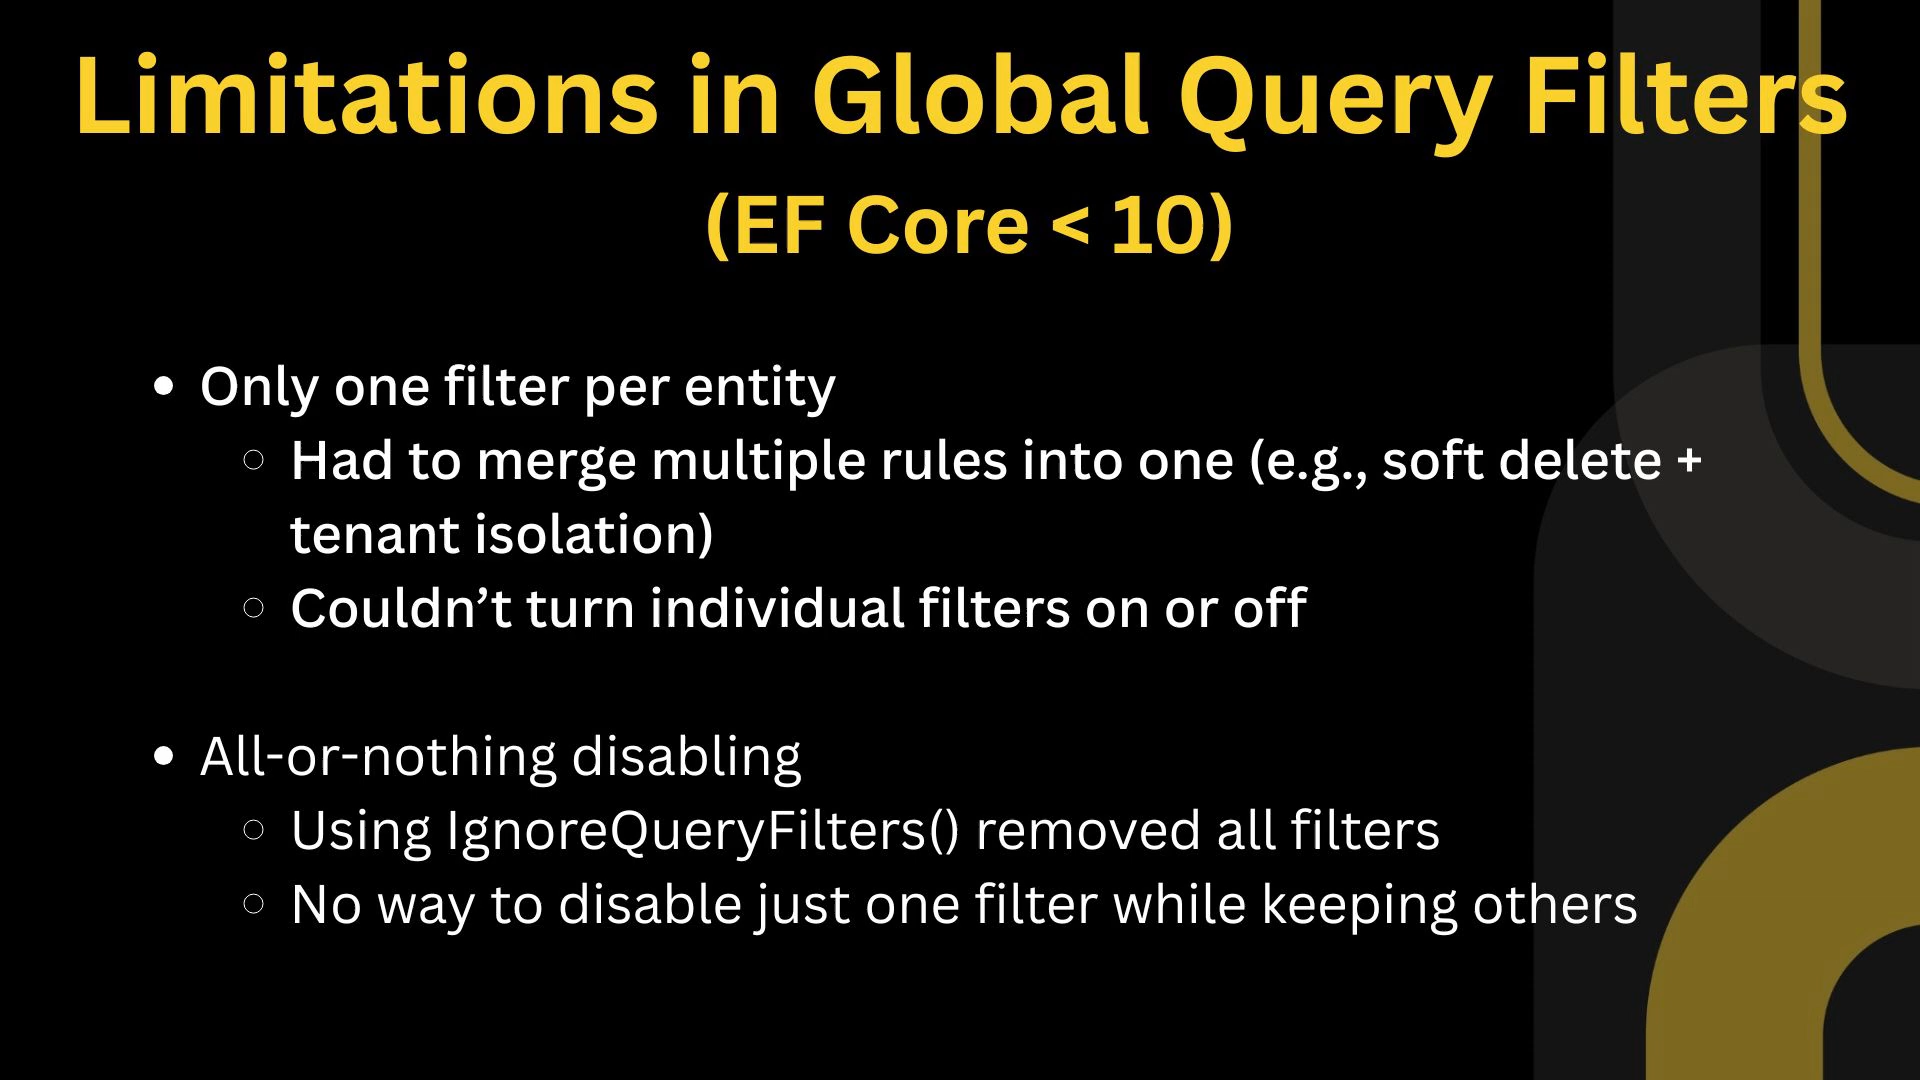 Limitations in Global Query Filters
(EF Core < 10)
• Only one filter per entity
○ Had to merge multiple rules into one (e.g., soft delete +
tenant isolation)
○ Couldn’t turn individual filters on or off
• All-or-nothing disabling
○ Using IgnoreQueryFilters() removed all filters
○ No way to disable just one filter while keeping others